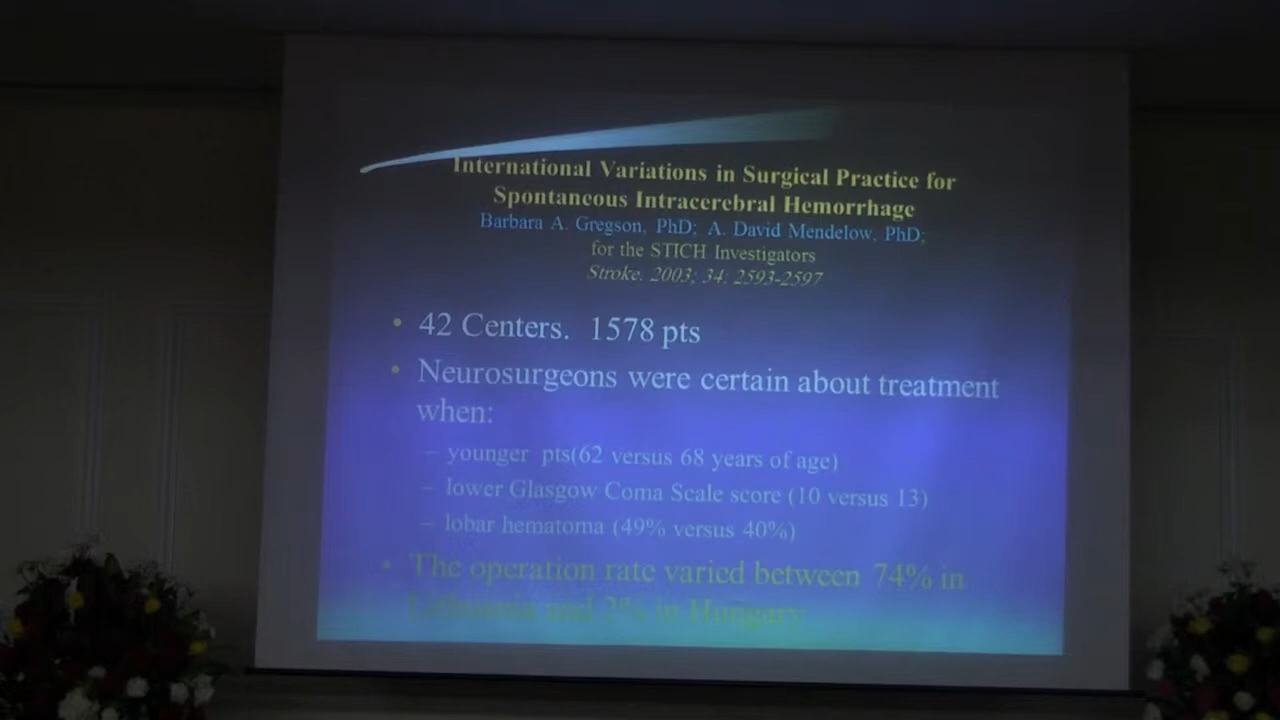 International Variations in Surgical Practice for
Spontaneous Intracerebral Hemorrhage
Barbara A. Gregson, PhD; A. David Mendelow, PhD;
for the STICH Investigators
Stroke. 2003; 34: 2593-2597
• 42 Centers. 1578 pts
• Neurosurgeons were certain about treatment
when:
– younger pts(62 versus 68 years of age)
– lower Glasgow Coma Scale score (10 versus 13)
– lobar hematoma (49% versus 40%)
• The operation rate varied between 74% in
Lithuania and 2% in Hungary